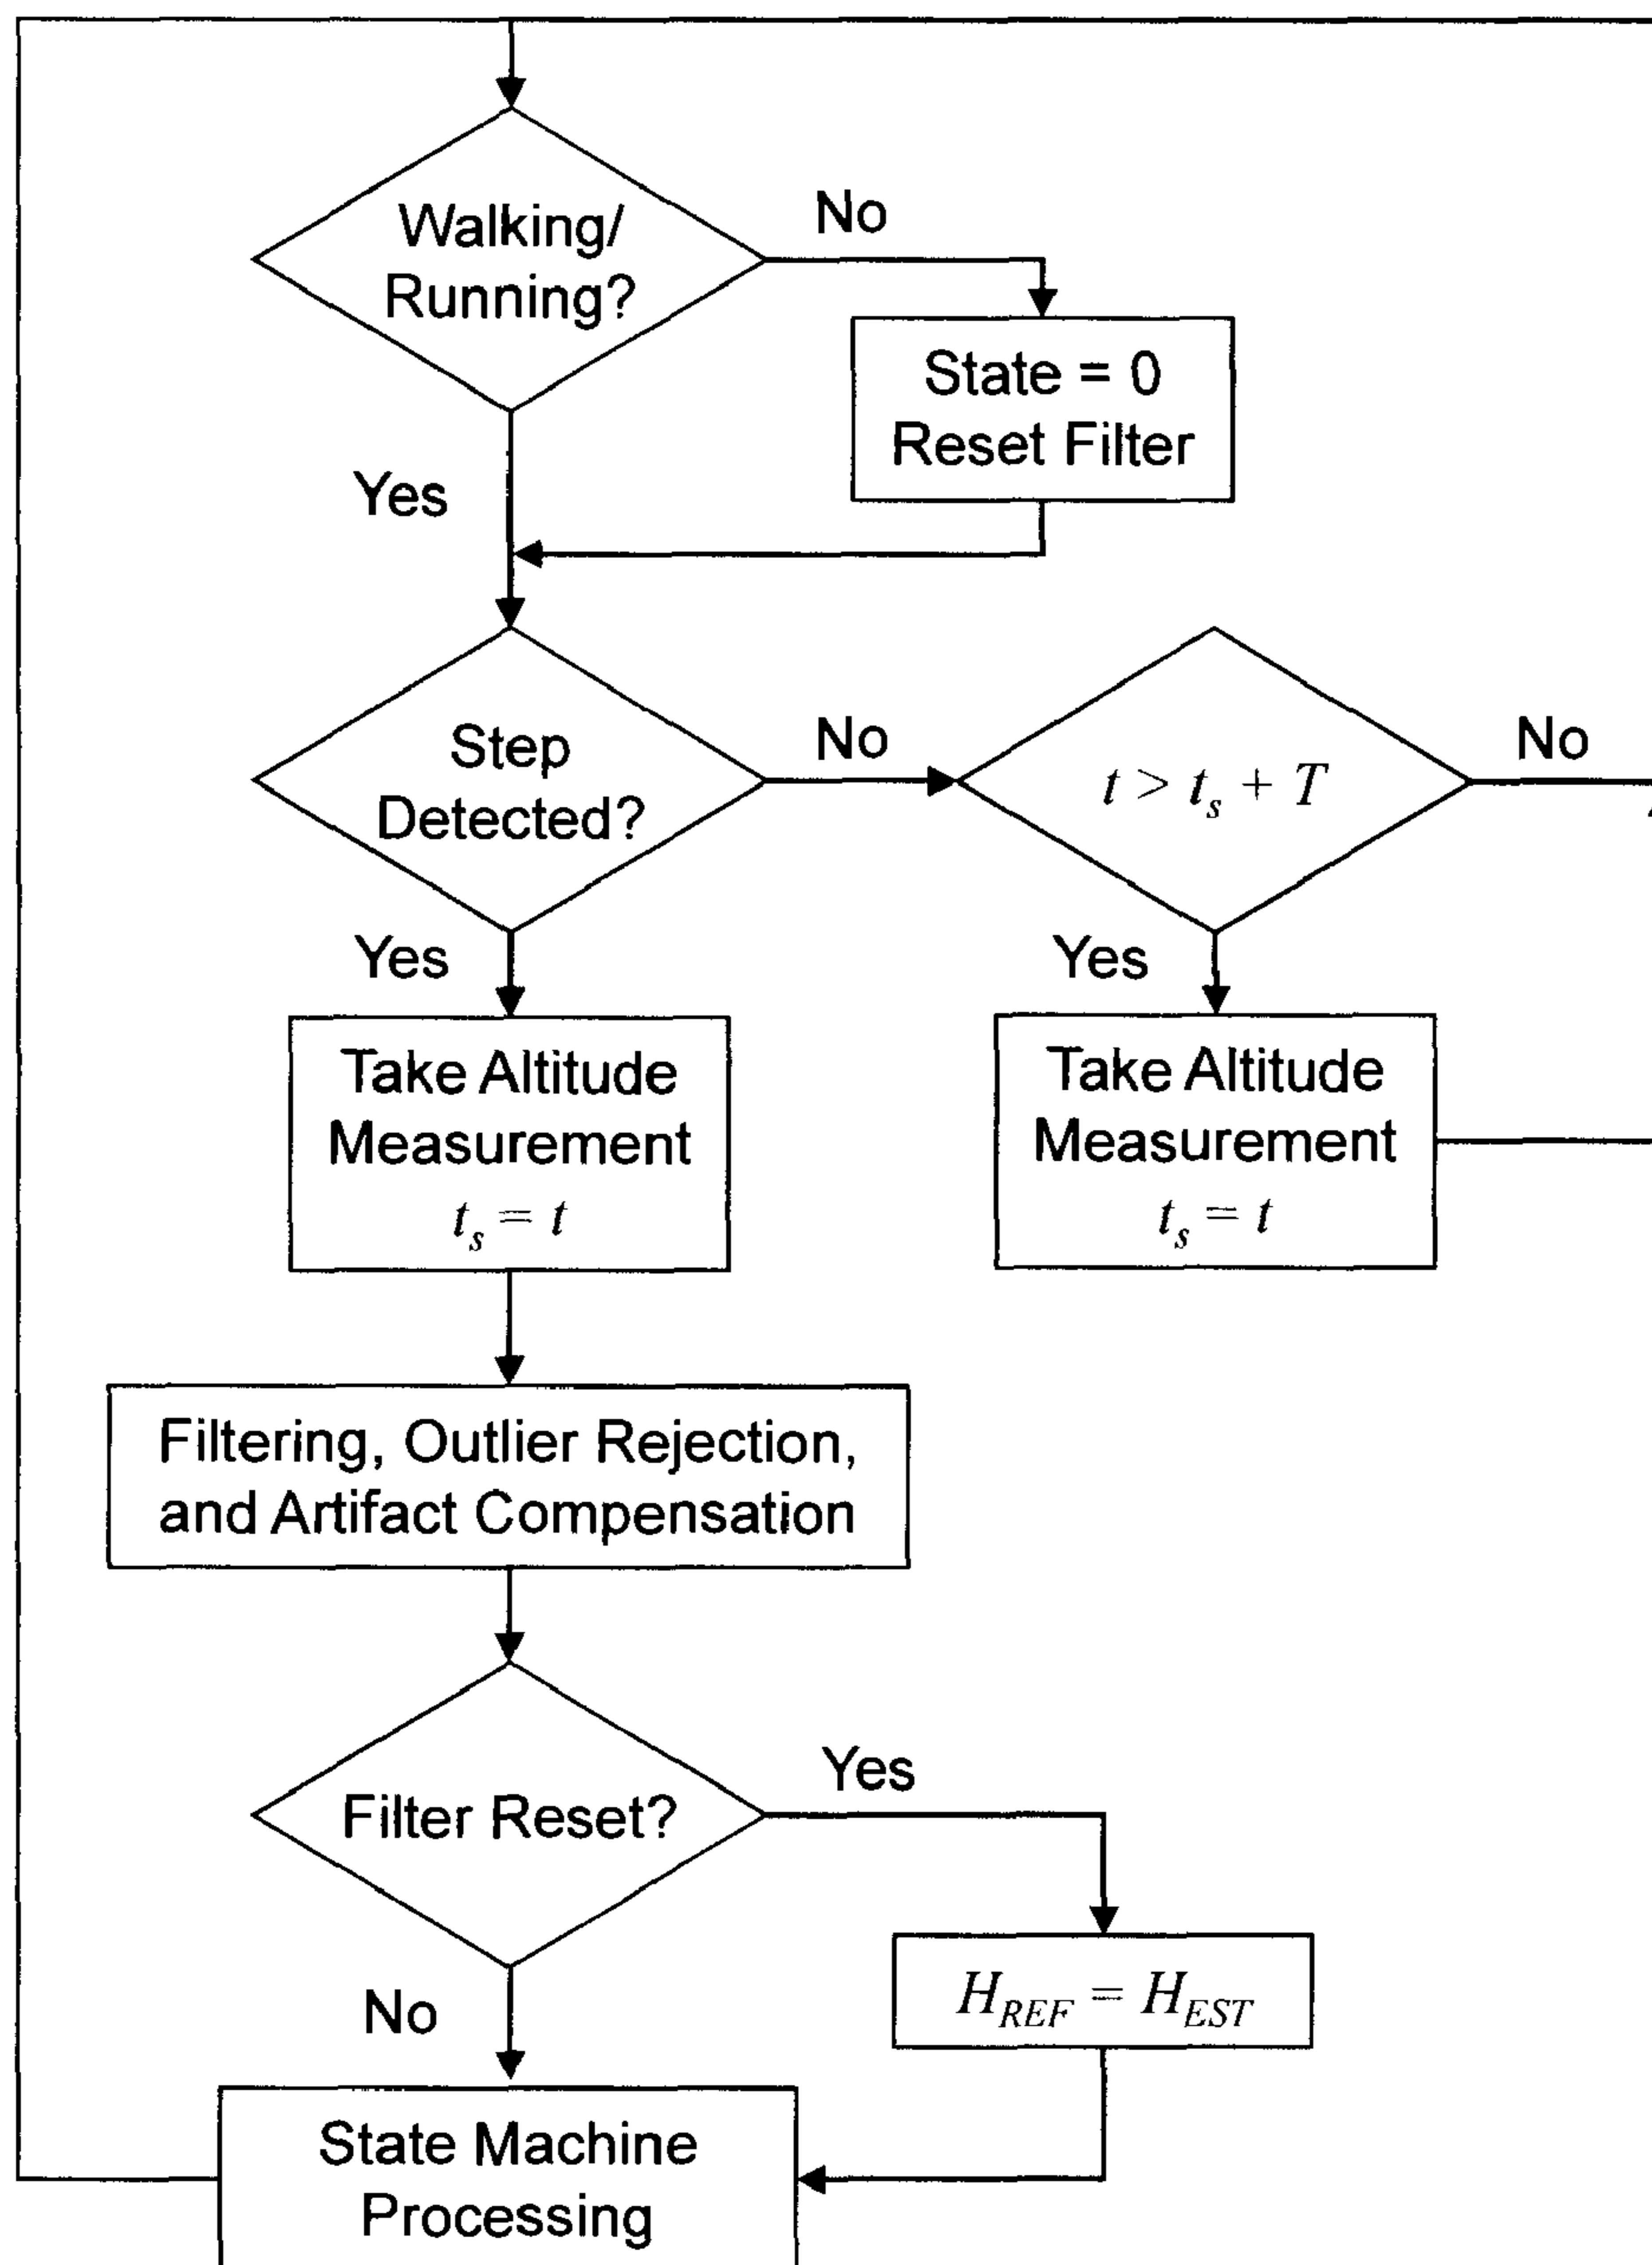 Walking/
Running?
No
State = 0
Reset Filter
Yes
Step
Detected?
No
t > t_s + T
No
Yes
Take Altitude
Measurement
t_s = t
Yes
Take Altitude
Measurement
t_s = t
Filtering, Outlier Rejection,
and Artifact Compensation
Filter Reset?
Yes
H_REF = H_EST
No
State Machine
Processing